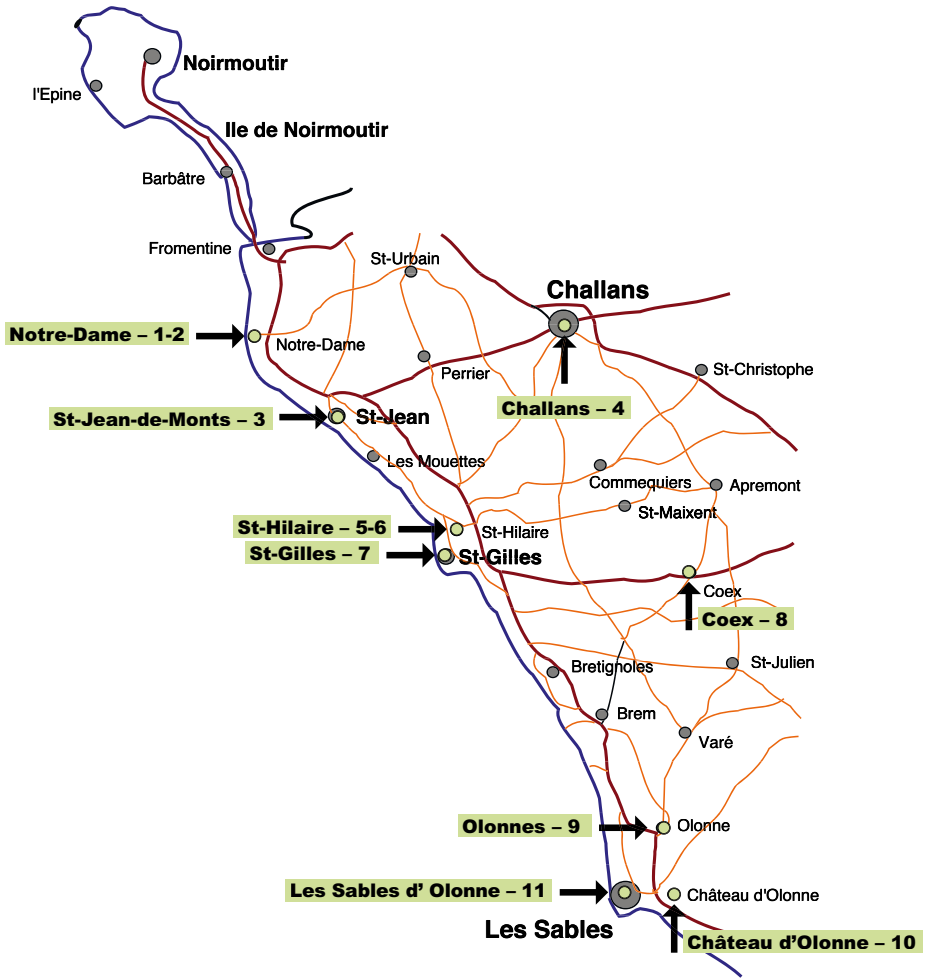 Noirmoutir
l'Epine
Ile de Noirmoutir
Barbâtre
Fromentine
St-Urbain
Challans
Notre-Dame – 1-2
Notre-Dame
Perrier
St-Christophe
Challans – 4
St-Jean-de-Monts – 3
St-Jean
Les Mouettes
Commequiers
Apremont
St-Maixent
St-Hilaire – 5-6
St-Hilaire
St-Gilles – 7
St-Gilles
Coex
Coex – 8
Bretignoles
St-Julien
Brem
Varé
Olonnes – 9
Olonne
Les Sables d' Olonne – 11
Château d'Olonne
Les Sables
Château d'Olonne – 10